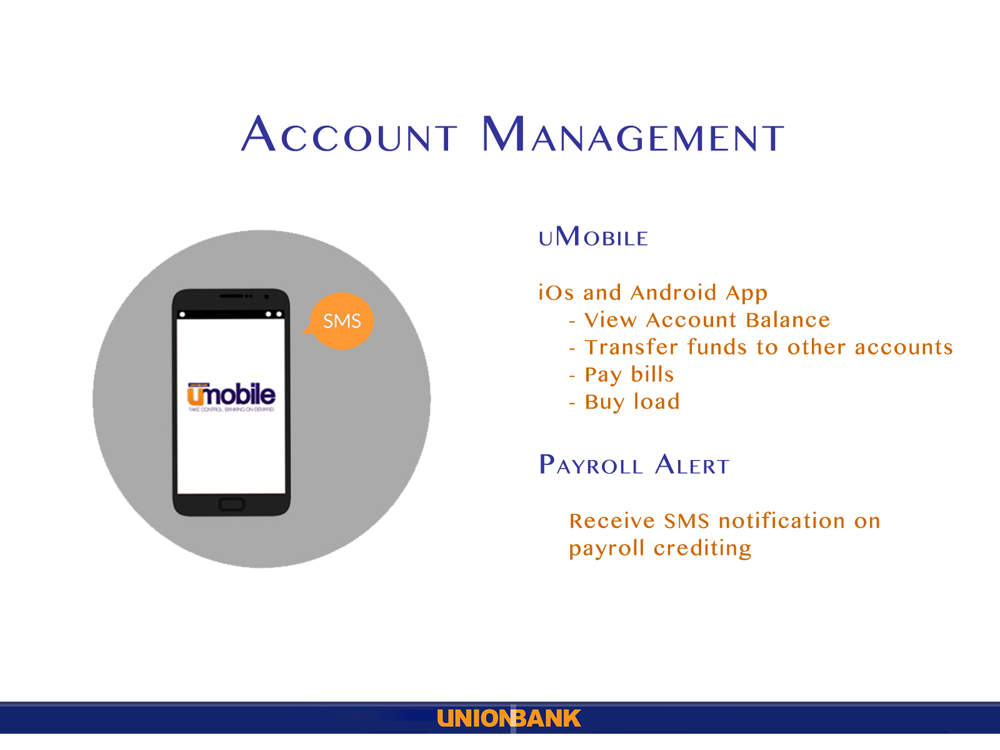 Account Management
uMobile
iOs and Android App
- View Account Balance
- Transfer funds to other accounts
- Pay bills
- Buy load
Payroll Alert
Receive SMS notification on
payroll crediting
SMS
UNIONBANK
umobile
TAKE CONTROL. BANKING ON-DEMAND.
UNIONBANK